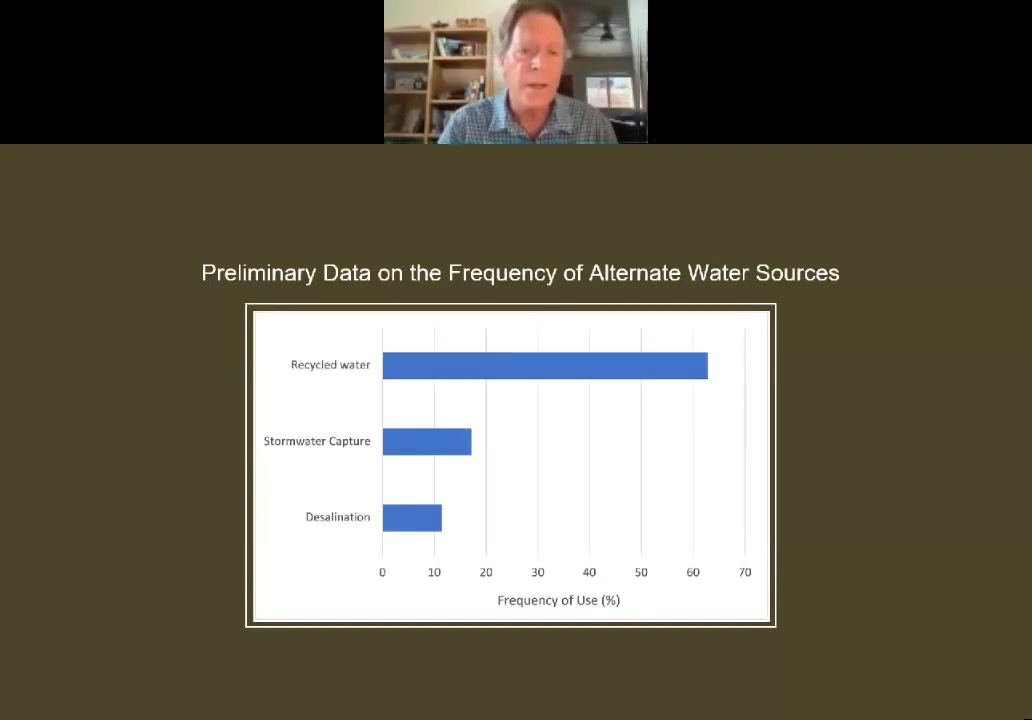 Preliminary Data on the Frequency of Alternate Water Sources
Recycled water
Stormwater Capture
Desalination
0 10 20 30 40 50 60 70
Frequency of Use (%)